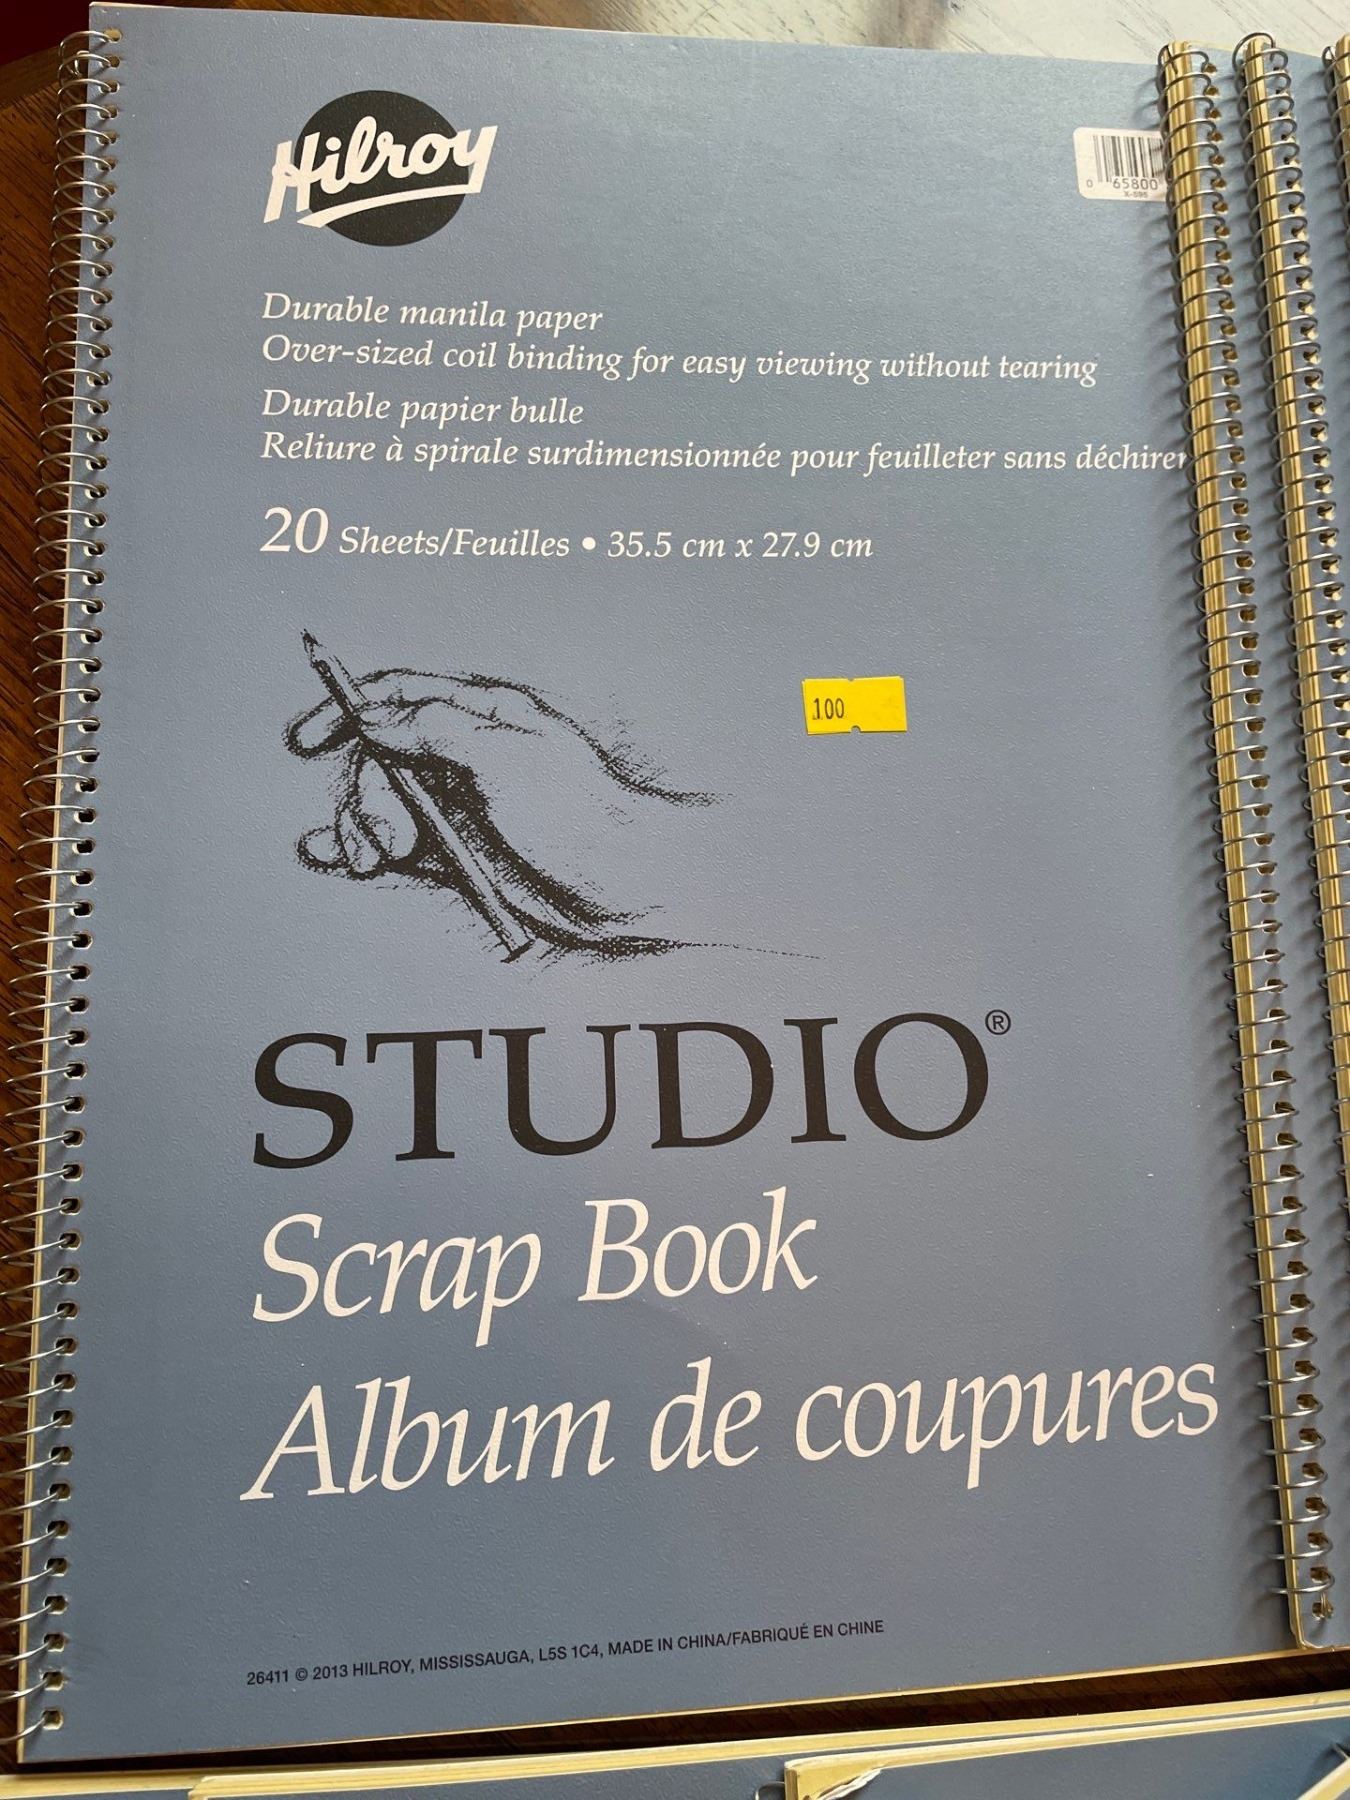 Hilroy
0 65800
X-595
Durable manila paper
Over-sized coil binding for easy viewing without tearing
Durable papier bulle
Reliure à spirale surdimensionnée pour feuilleter sans déchirer
20 Sheets/Feuilles • 35.5 cm x 27.9 cm
100
STUDIO®
Scrap Book
Album de coupures
26411 © 2013 HILROY, MISSISSAUGA, L5S 1C4, MADE IN CHINA/FABRIQUÉ EN CHINE